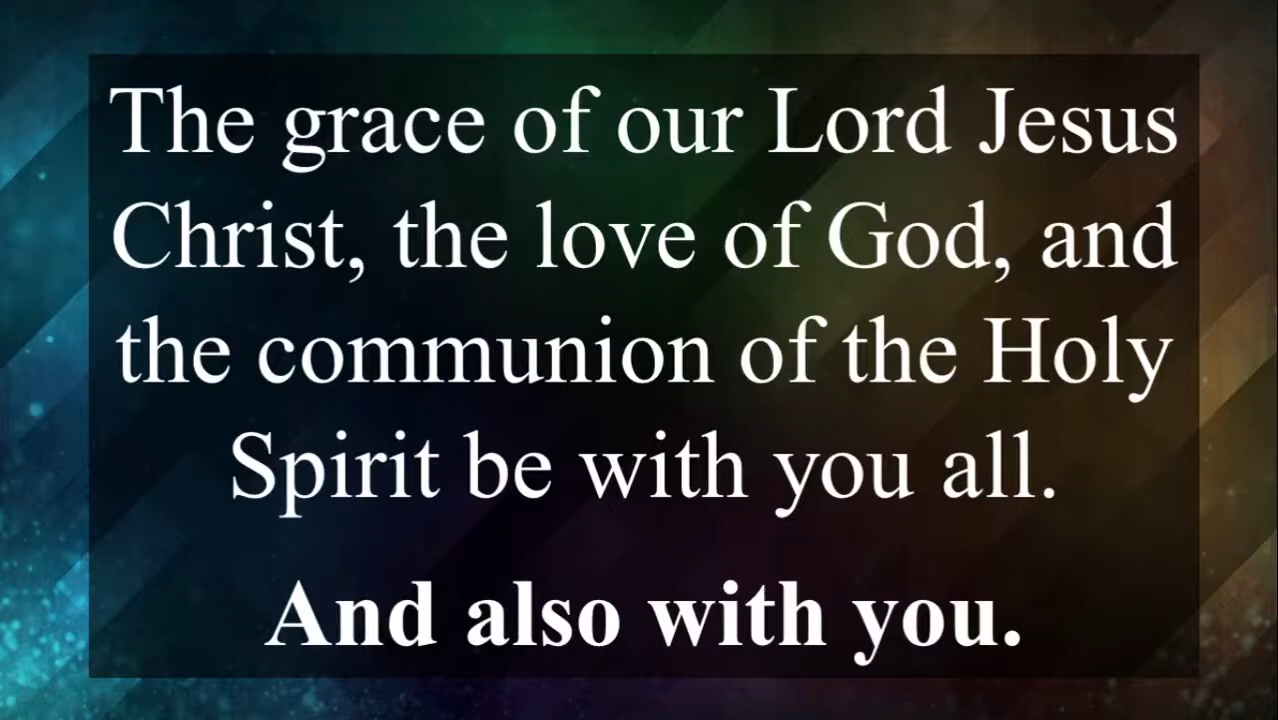 The grace of our Lord Jesus
Christ, the love of God, and
the communion of the Holy
Spirit be with you all.
And also with you.